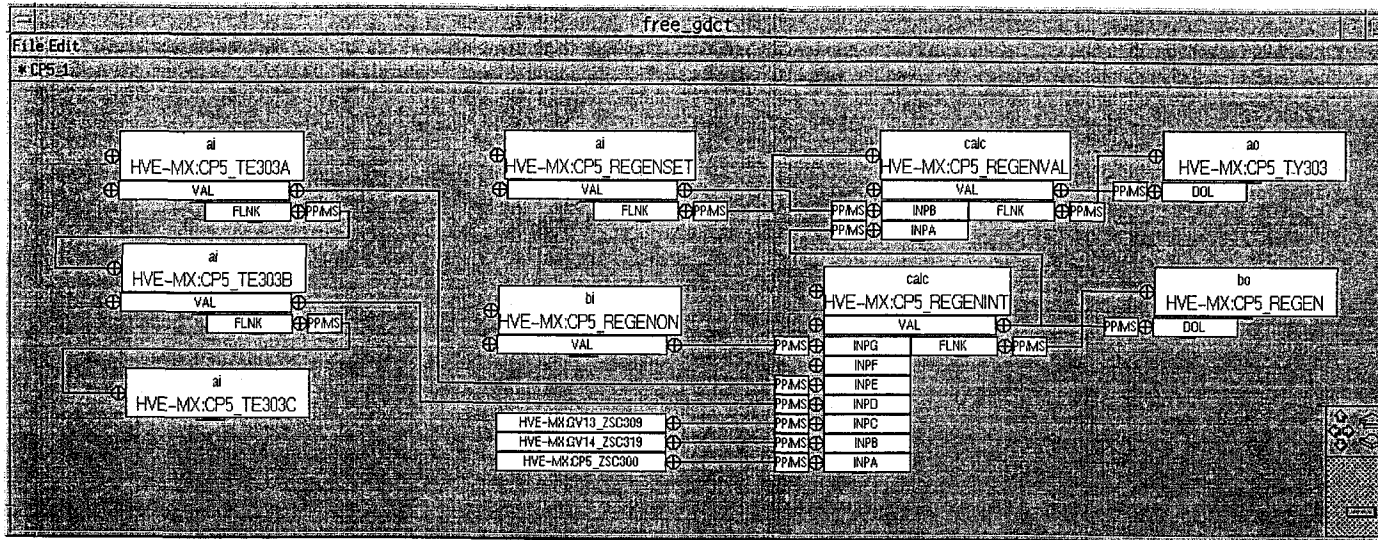 free_gdct
File Edit
* CP5_1
ai
HVE-MX:CP5_TE303A
VAL
FLNK
PP/MS
ai
HVE-MX:CP5_TE303B
VAL
FLNK
PP/MS
ai
HVE-MX:CP5_TE303C
ai
HVE-MX:CP5_REGENSET
VAL
FLNK
PP/MS
bi
HVE-MX:CP5_REGENON
VAL
HVE-MX:GV13_ZSC309
HVE-MX:GV14_ZSC319
HVE-MX:CP5_ZSC300
calc
HVE-MX:CP5_REGENVAL
VAL
PP/MS INPB FLNK PP/MS
PP/MS INPA
calc
HVE-MX:CP5_REGENINT
VAL
PP/MS INPG FLNK PP/MS
INPF
PP/MS INPE
PP/MS INPD
PP/MS INPC
PP/MS INPB
PP/MS INPA
ao
HVE-MX:CP5_TY303
PP/MS DOL
bo
HVE-MX:CP5_REGEN
PP/MS DOL